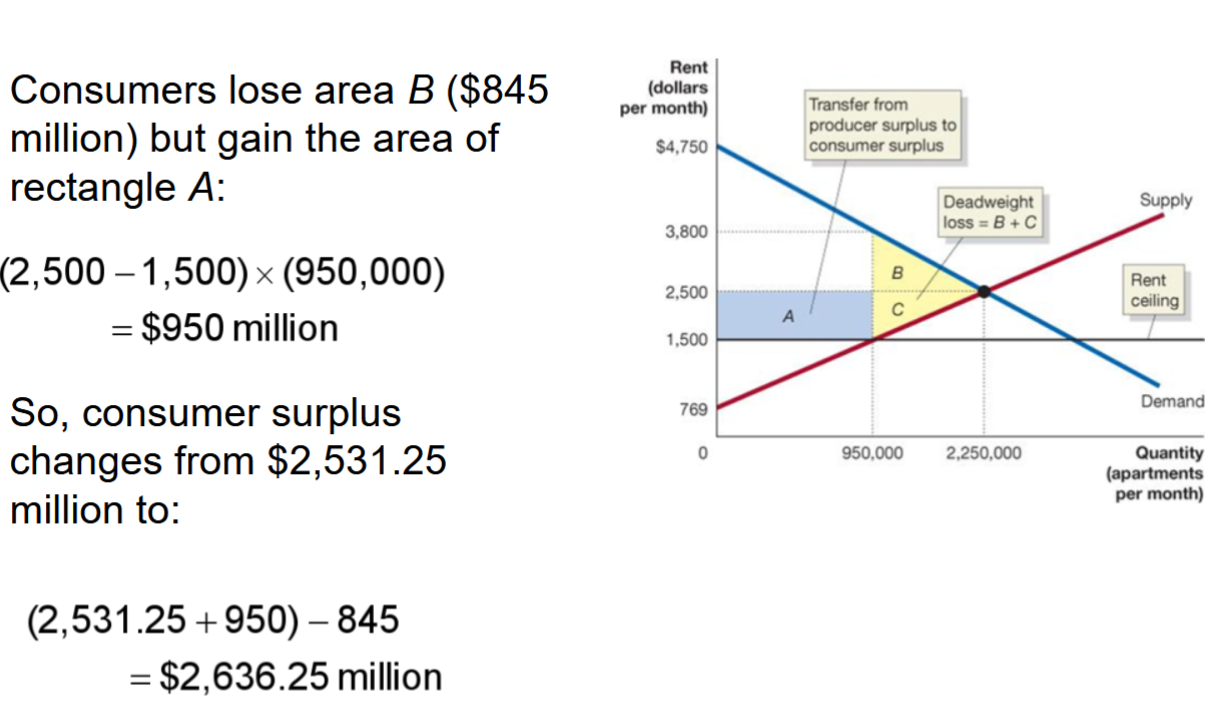 Consumers lose area B ($845
million) but gain the area of
rectangle A:
(2,500 – 1,500) × (950,000)
= $950 million
So, consumer surplus
changes from $2,531.25
million to:
(2,531.25 + 950) – 845
= $2,636.25 million
Rent
(dollars
per month)
Transfer from
producer surplus to
consumer surplus
$4,750
Deadweight
loss = B + C
Supply
3,800
B
Rent
ceiling
2,500
A
C
1,500
769
Demand
0
950,000
2,250,000
Quantity
(apartments
per month)